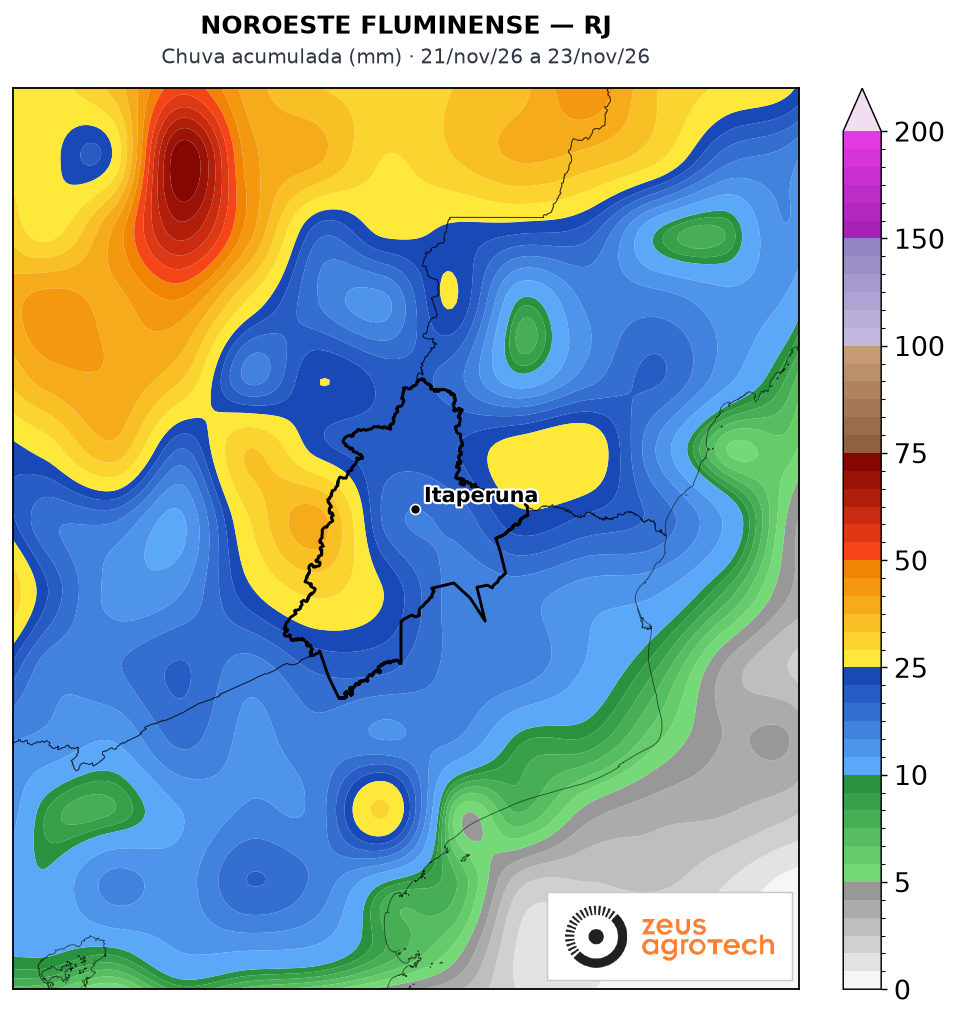 NOROESTE FLUMINENSE — RJ
Chuva acumulada (mm) · 21/nov/26 a 23/nov/26
200
150
100
75
50
25
10
5
0
Itaperuna
zeus
agrotech